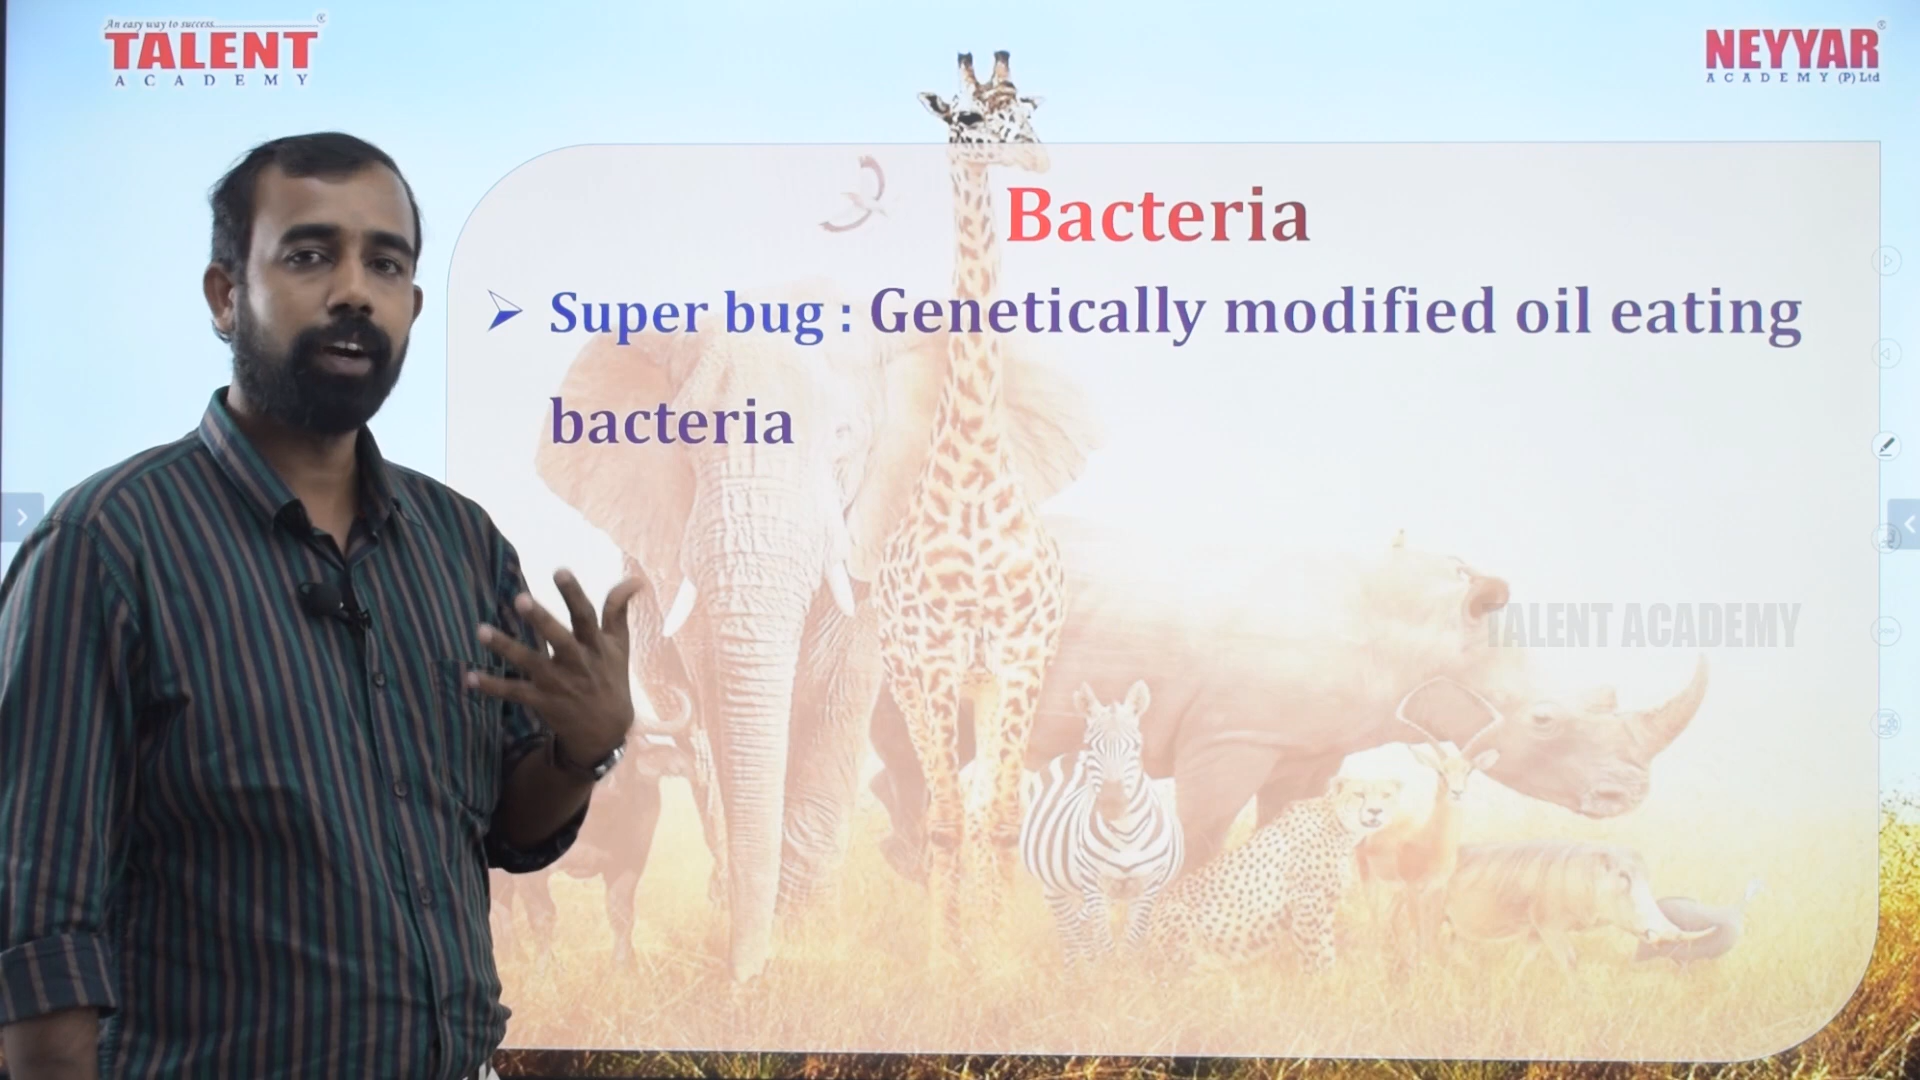 An easy way to success
TALENT
ACADEMY
NEYYAR
ACADEMY (P) Ltd
Bacteria
Super bug : Genetically modified oil eating
bacteria
TALENT ACADEMY